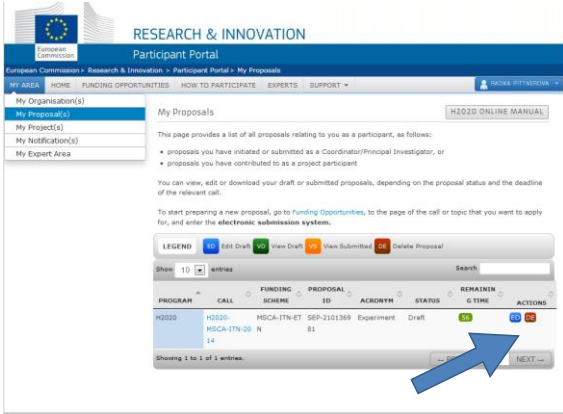 European
Commission
RESEARCH & INNOVATION
Participant Portal
European Commission > Research & Innovation > Participant Portal > My Proposals
MY AREA HOME FUNDING OPPORTUNITIES HOW TO PARTICIPATE EXPERTS SUPPORT
My Organisation(s)
My Proposal(s)
My Project(s)
My Notification(s)
My Expert Area
My Proposals
H2020 ONLINE MANUAL
This page provides a list of all proposals relating to you as a participant, as follows:
• proposals you have initiated or submitted as a Coordinator/Principal Investigator, or
• proposals you have contributed to as a project participant
You can view, edit or download your draft or submitted proposals, depending on the proposal status and the deadline
of the relevant call.
To start preparing a new proposal, go to Funding Opportunities, to the page of the call or topic that you want to apply
for, and enter the electronic submission system.
LEGEND ED Edit Draft VD View Draft VS View Submitted DE Delete Proposal
Show 10 entries
Search
PROGRAM CALL FUNDING SCHEME PROPOSAL ID ACRONYM STATUS REMAININ G TIME ACTIONS
H2020 H2020- MSCA-ITN-ET SEP-2101369 Experiment Draft 56 ED DE
MSCA-ITN-20 N 81
14
Showing 1 to 1 of 1 entries.
NEXT →